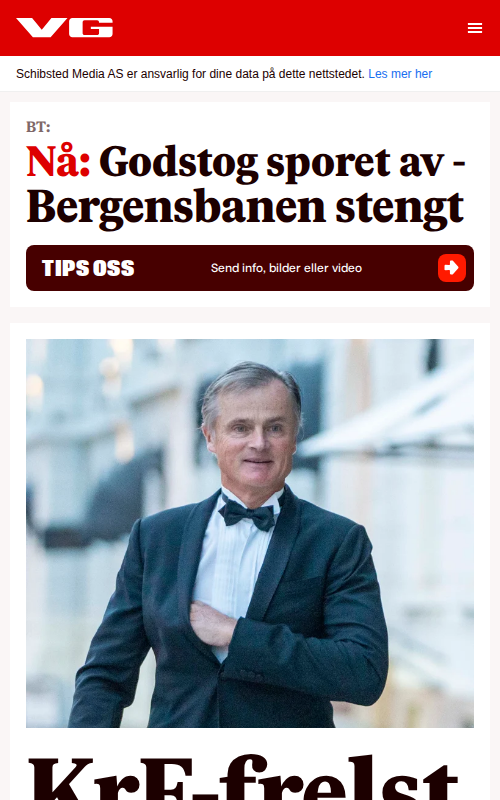 VG
Schibsted Media AS er ansvarlig for dine data på dette nettstedet. Les mer her
BT:
Nå: Godstog sporet av -
Bergensbanen stengt
TIPS OSS
Send info, bilder eller video
KrF-frelst